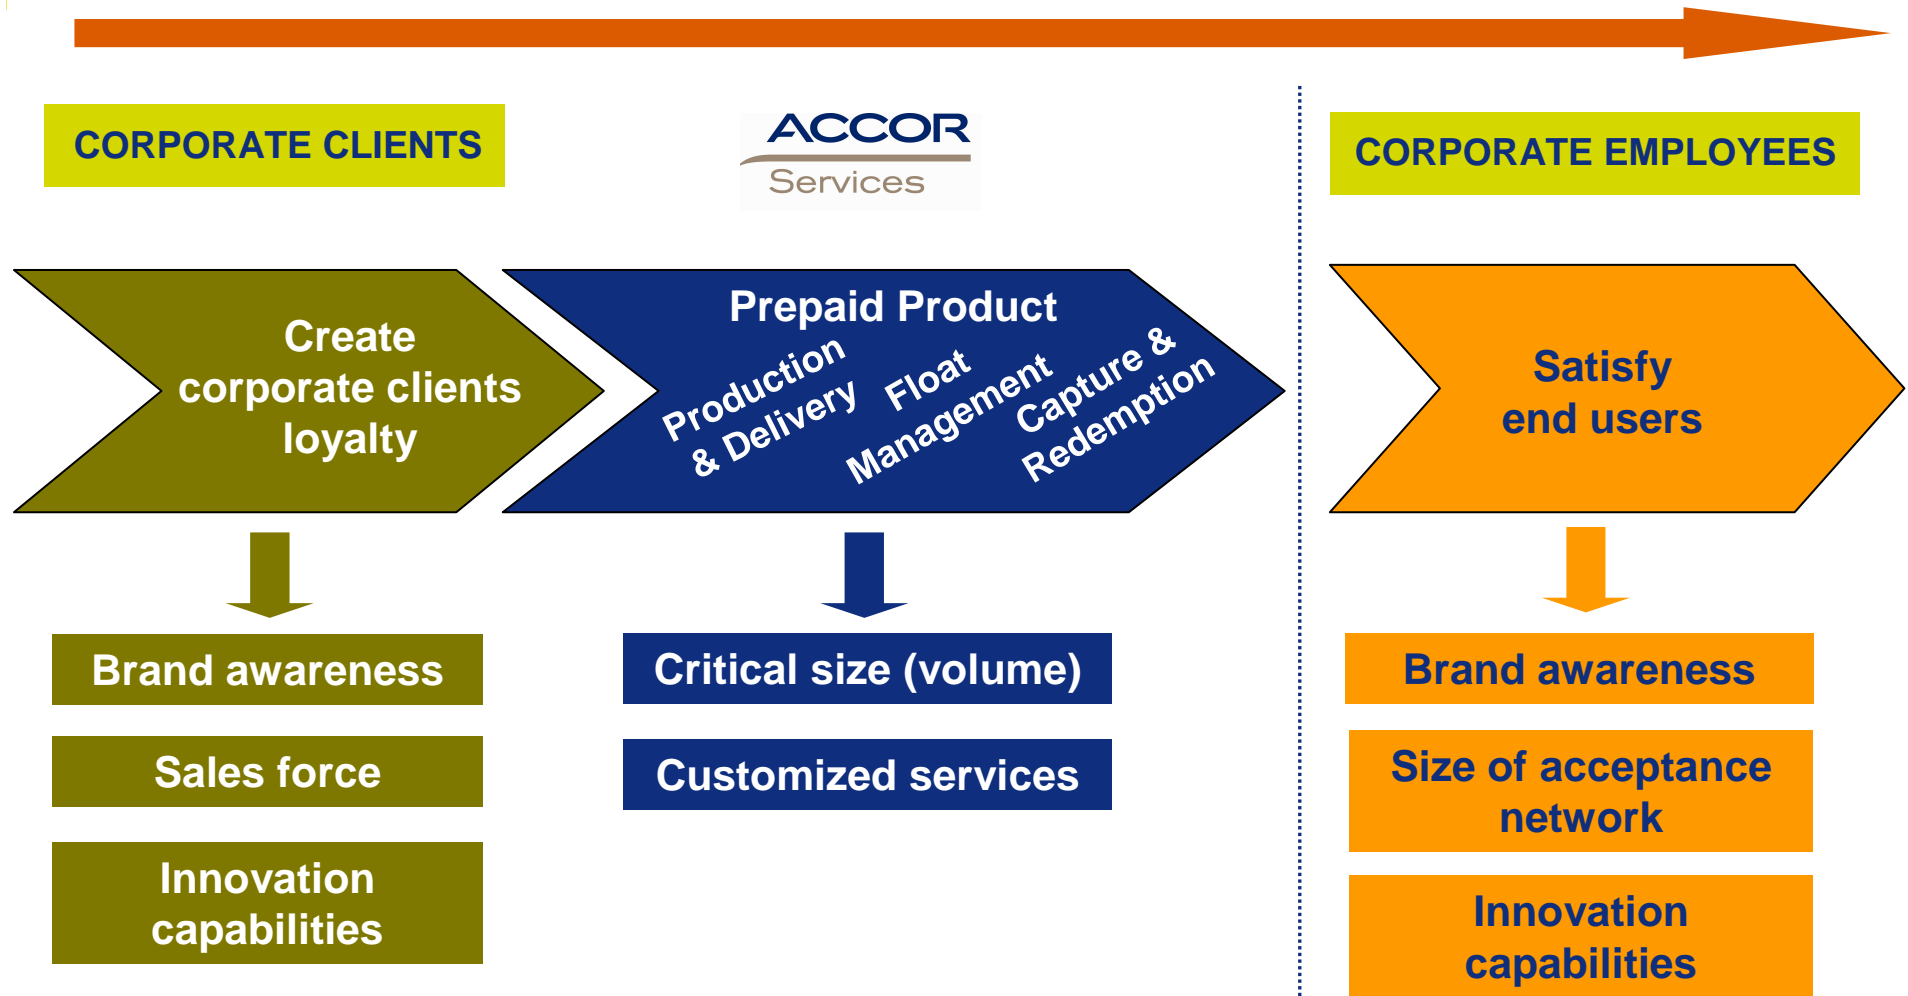 CORPORATE CLIENTS
ACCOR
Services
CORPORATE EMPLOYEES
Create
corporate clients
loyalty
Prepaid Product
Production
& Delivery
Float
Management
Capture &
Redemption
Satisfy
end users
Brand awareness
Sales force
Innovation
capabilities
Critical size (volume)
Customized services
Brand awareness
Size of acceptance
network
Innovation
capabilities